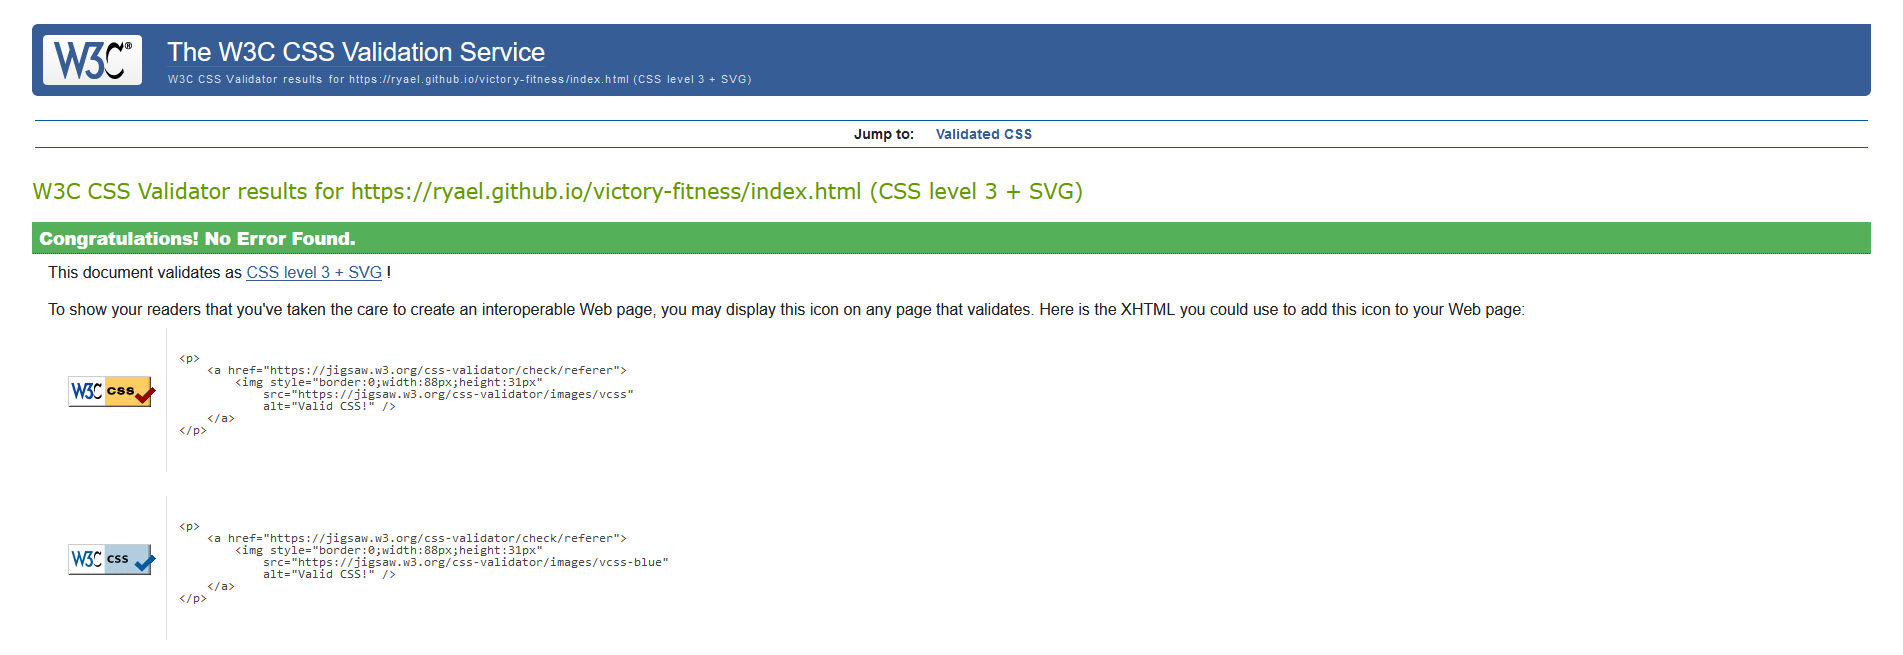 W3C®
The W3C CSS Validation Service
W3C CSS Validator results for https://ryael.github.io/victory-fitness/index.html (CSS level 3 + SVG)
Jump to: Validated CSS
W3C CSS Validator results for https://ryael.github.io/victory-fitness/index.html (CSS level 3 + SVG)
Congratulations! No Error Found.
This document validates as CSS level 3 + SVG !
To show your readers that you've taken the care to create an interoperable Web page, you may display this icon on any page that validates. Here is the XHTML you could use to add this icon to your Web page:
W3C css
<p>
    <a href="https://jigsaw.w3.org/css-validator/check/referer">
        <img style="border:0;width:88px;height:31px"
            src="https://jigsaw.w3.org/css-validator/images/vcss"
            alt="Valid CSS!" />
    </a>
</p>
W3C css
<p>
    <a href="https://jigsaw.w3.org/css-validator/check/referer">
        <img style="border:0;width:88px;height:31px"
            src="https://jigsaw.w3.org/css-validator/images/vcss-blue"
            alt="Valid CSS!" />
    </a>
</p>